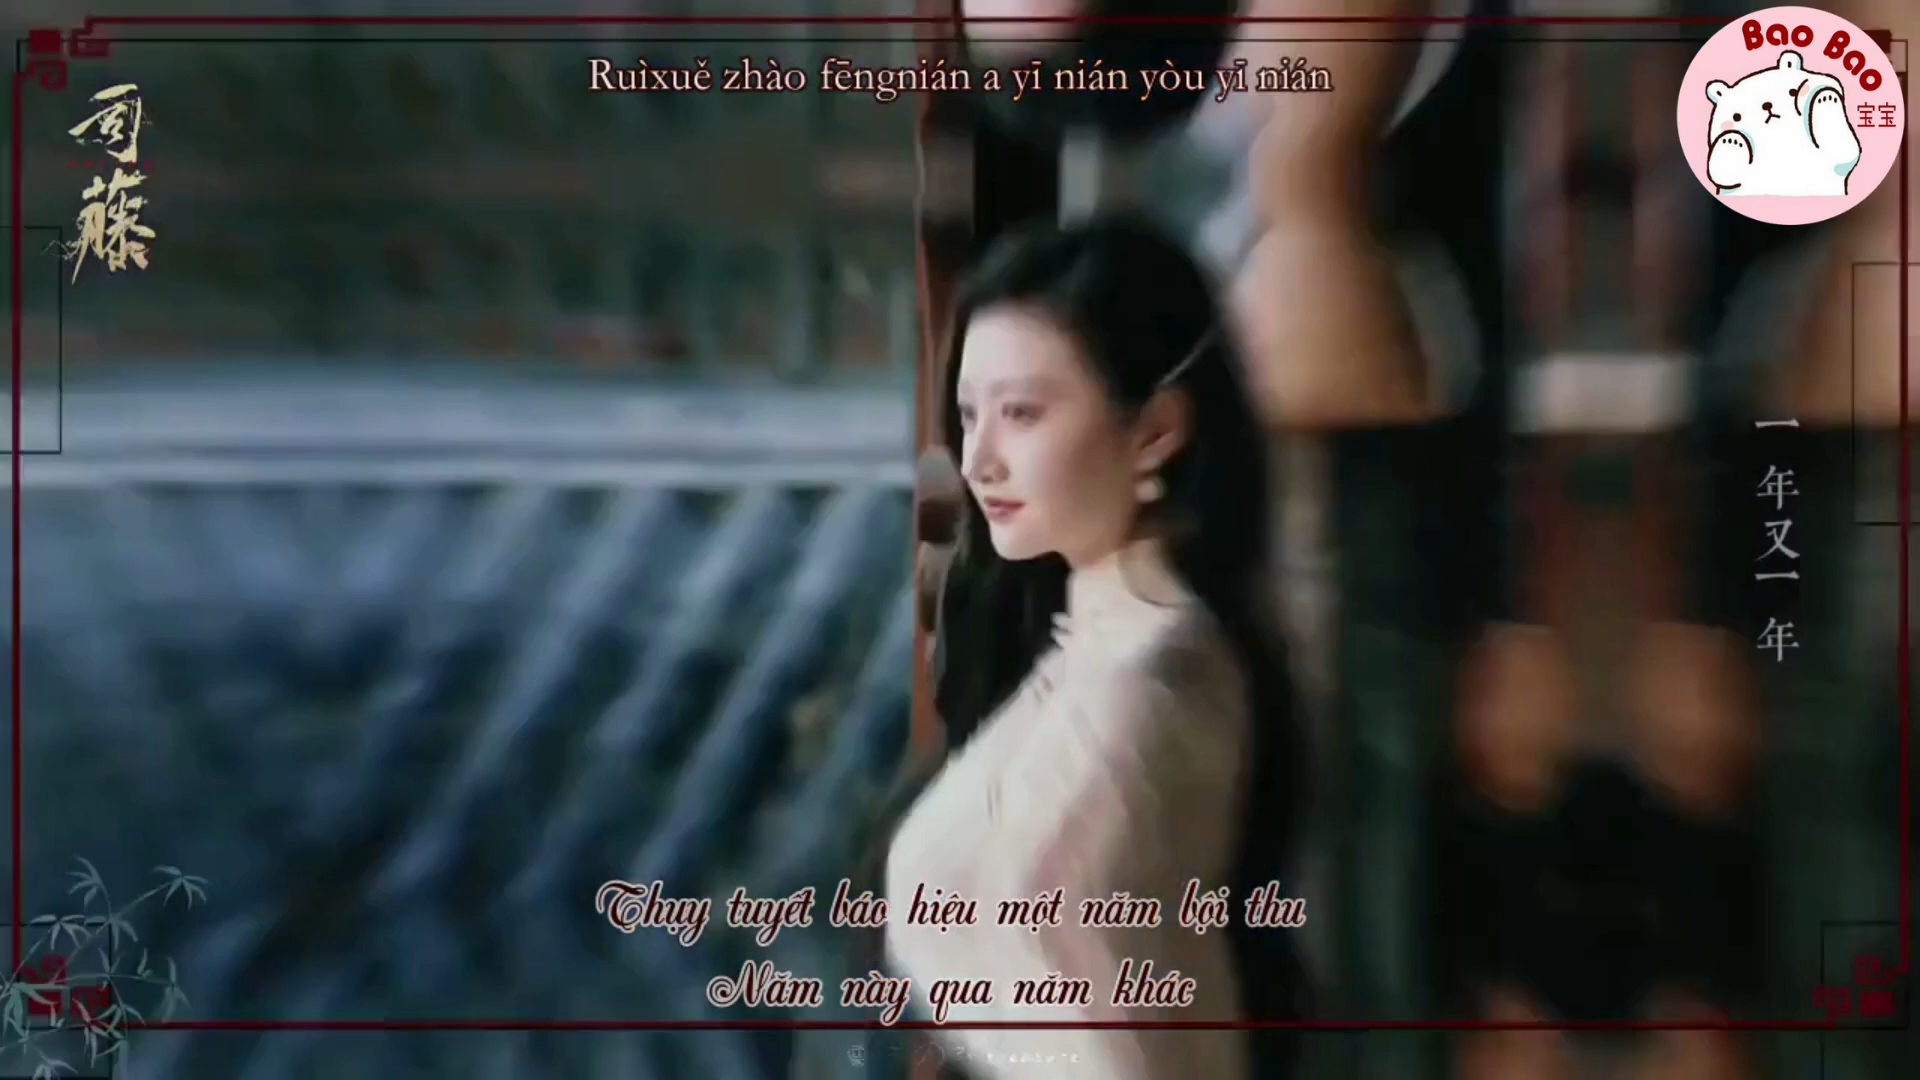 Ruìxuě zhào fēngnián a yī nián yòu yī nián
Bao Bao
宝宝
司藤
一年又一年
Thụy tuyết báo hiệu một năm bội thu
Năm này qua năm khác